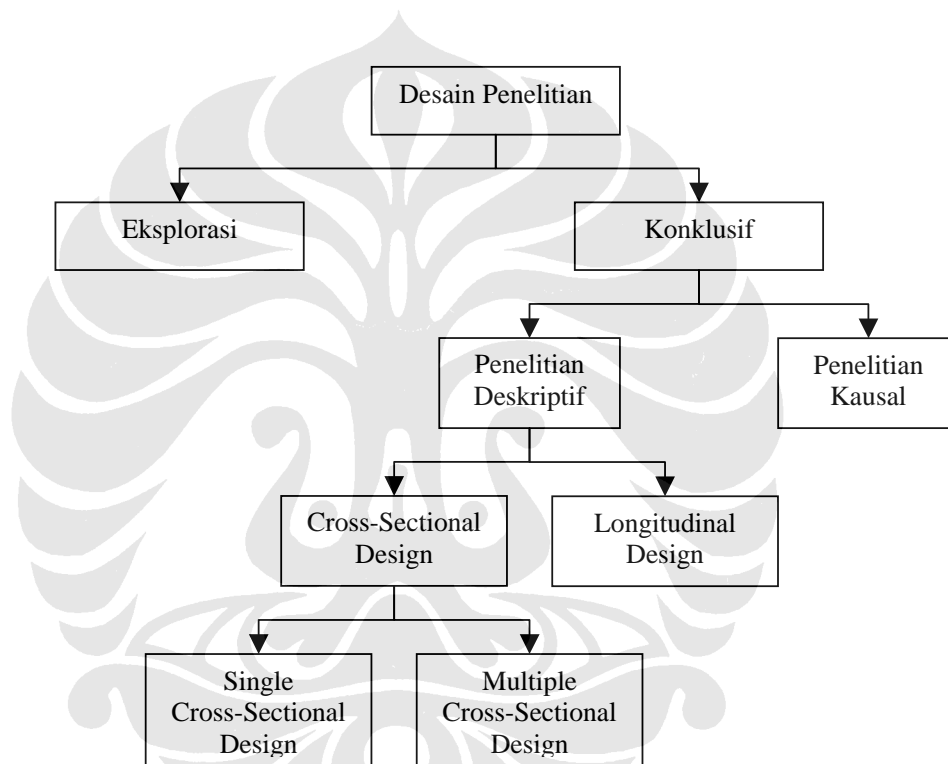 Desain Penelitian
Eksplorasi
Konklusif
Penelitian
Deskriptif
Penelitian
Kausal
Cross-Sectional
Design
Longitudinal
Design
Single
Cross-Sectional
Design
Multiple
Cross-Sectional
Design